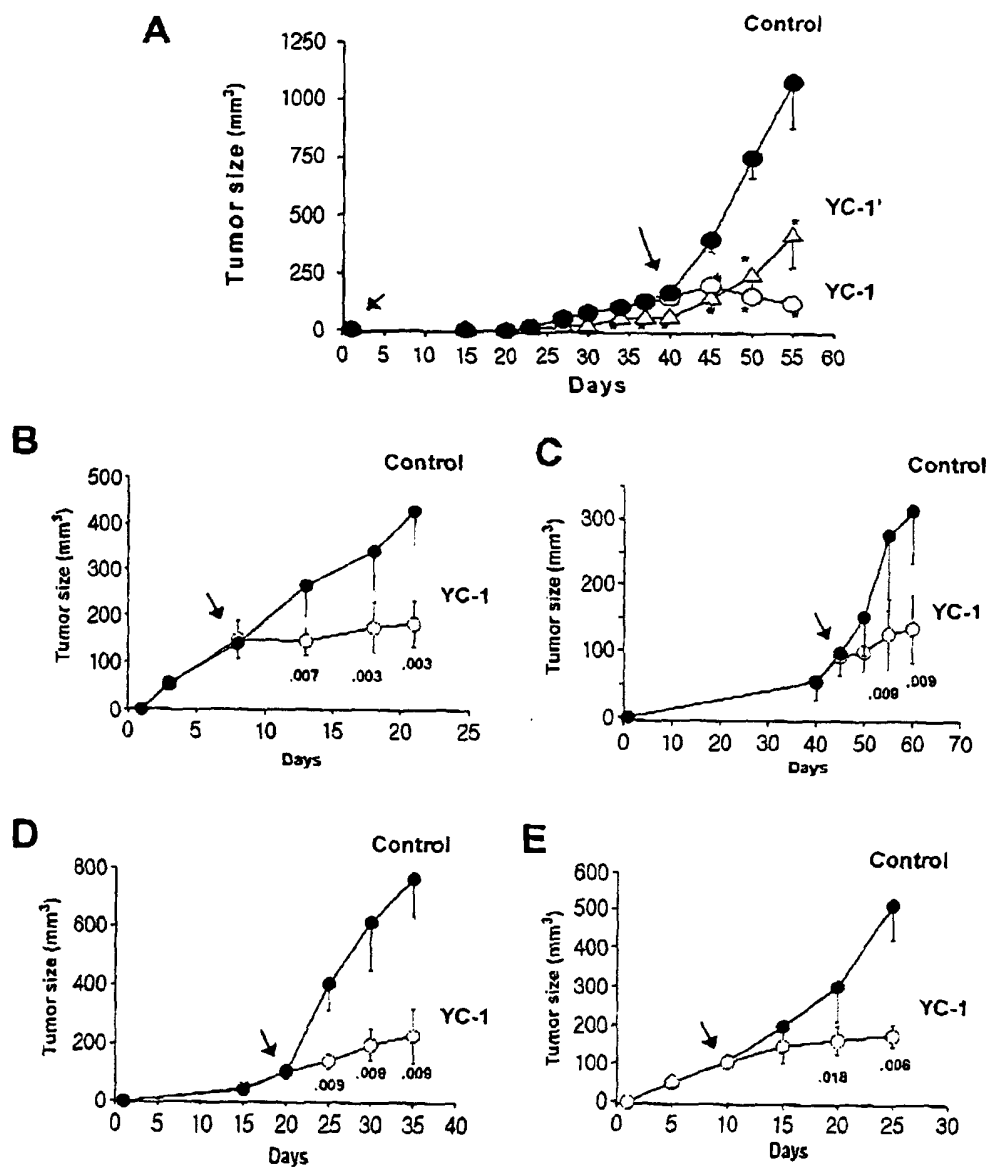 A
Control
1250
1000
750
500
250
0
Tumor size (mm³)
YC-1'
YC-1
* * * * * * * * *
0 5 10 15 20 25 30 35 40 45 50 55 60
Days
B
Control
500
400
300
200
100
0
Tumor size (mm³)
YC-1
.007 .003 .003
0 5 10 15 20 25
Days
C
Control
300
200
100
0
Tumor size (mm³)
YC-1
.008 .009
0 10 20 30 40 50 60 70
Days
D
Control
800
600
400
200
0
Tumor size (mm³)
YC-1
.009 .009 .009
0 5 10 15 20 25 30 35 40
Days
E
Control
600
500
400
300
200
100
0
Tumor size (mm³)
YC-1
.018 .006
0 5 10 15 20 25 30
Days